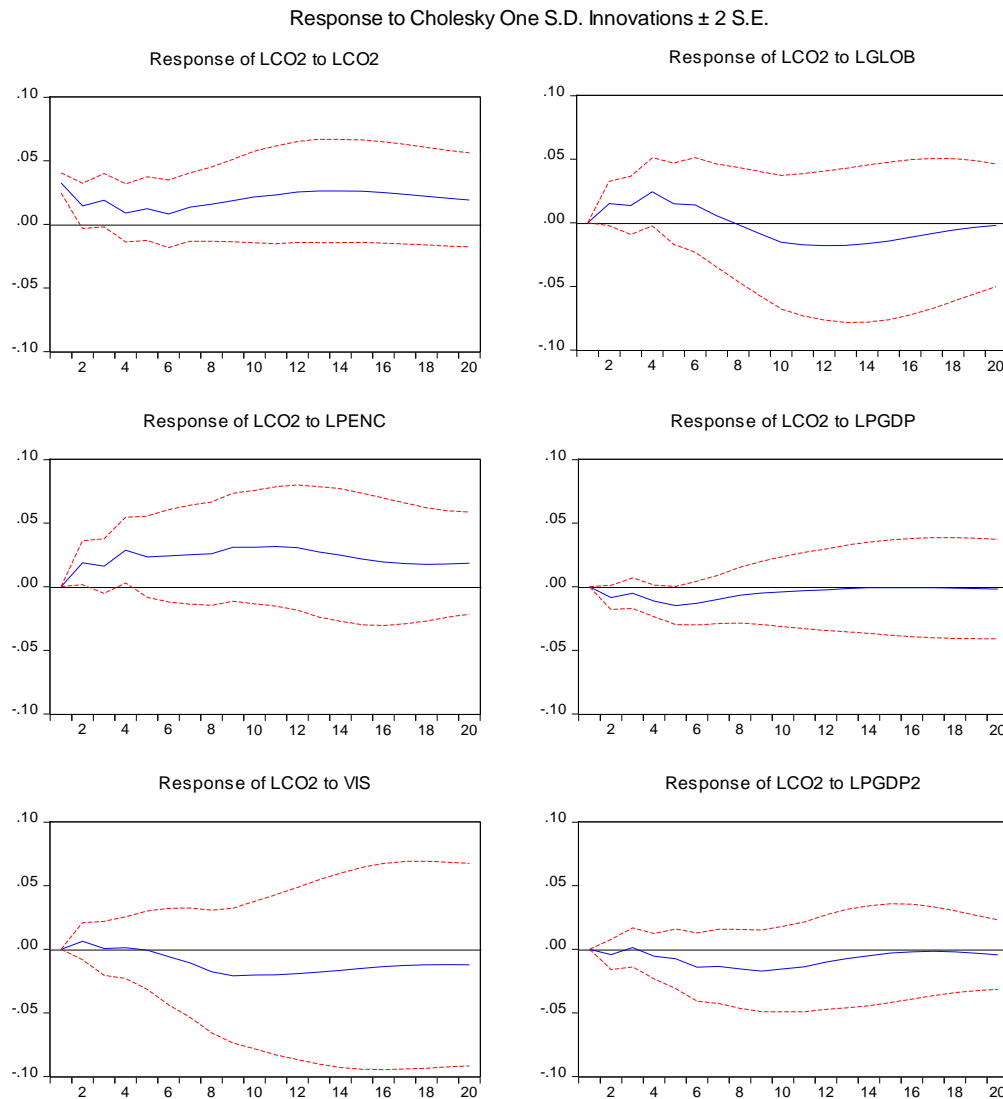 Response to Cholesky One S.D. Innovations ± 2 S.E.
Response of LCO2 to LCO2
.10
.05
.00
-.05
-.10
2 4 6 8 10 12 14 16 18 20
Response of LCO2 to LGLOB
.10
.05
.00
-.05
-.10
2 4 6 8 10 12 14 16 18 20
Response of LCO2 to LPENC
.10
.05
.00
-.05
-.10
2 4 6 8 10 12 14 16 18 20
Response of LCO2 to LPGDP
.10
.05
.00
-.05
-.10
2 4 6 8 10 12 14 16 18 20
Response of LCO2 to VIS
.10
.05
.00
-.05
-.10
2 4 6 8 10 12 14 16 18 20
Response of LCO2 to LPGDP2
.10
.05
.00
-.05
-.10
2 4 6 8 10 12 14 16 18 20